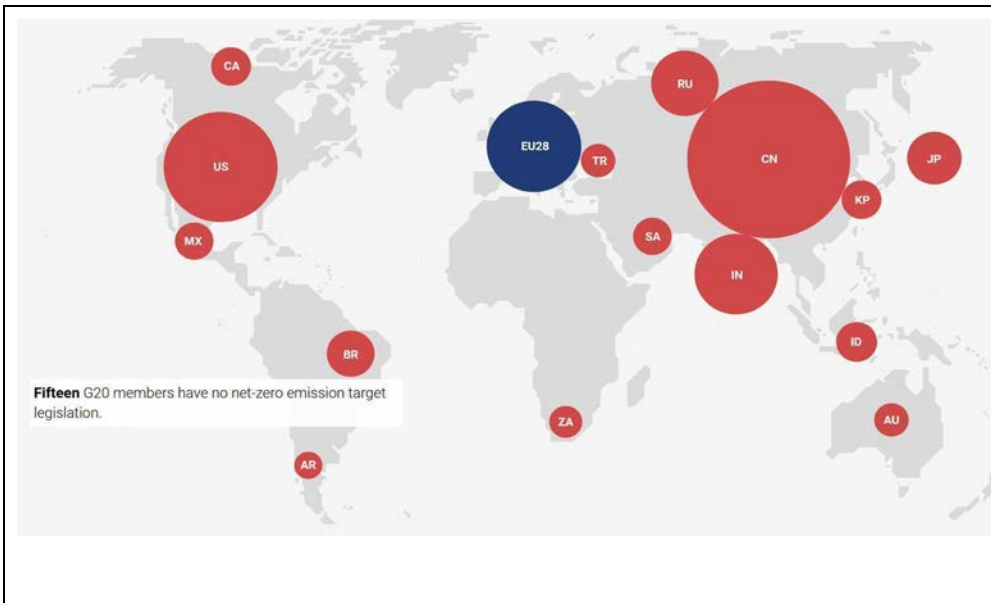 CA
RU
US
EU28
TR
CN
JP
KP
MX
SA
IN
BR
ID
Fifteen G20 members have no net-zero emission target
legislation.
ZA
AU
AR